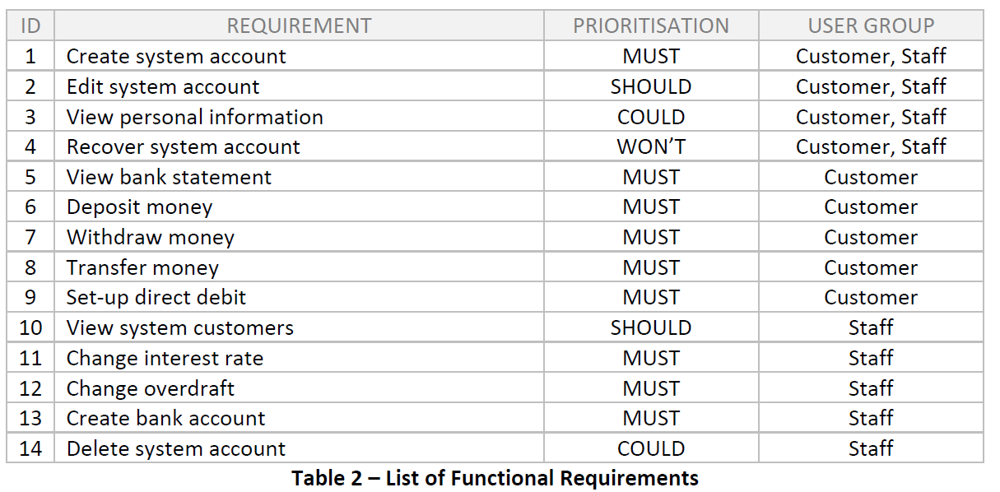 ID REQUIREMENT PRIORITISATION USER GROUP
1 Create system account MUST Customer, Staff
2 Edit system account SHOULD Customer, Staff
3 View personal information COULD Customer, Staff
4 Recover system account WON’T Customer, Staff
5 View bank statement MUST Customer
6 Deposit money MUST Customer
7 Withdraw money MUST Customer
8 Transfer money MUST Customer
9 Set-up direct debit MUST Customer
10 View system customers SHOULD Staff
11 Change interest rate MUST Staff
12 Change overdraft MUST Staff
13 Create bank account MUST Staff
14 Delete system account COULD Staff
Table 2 – List of Functional Requirements